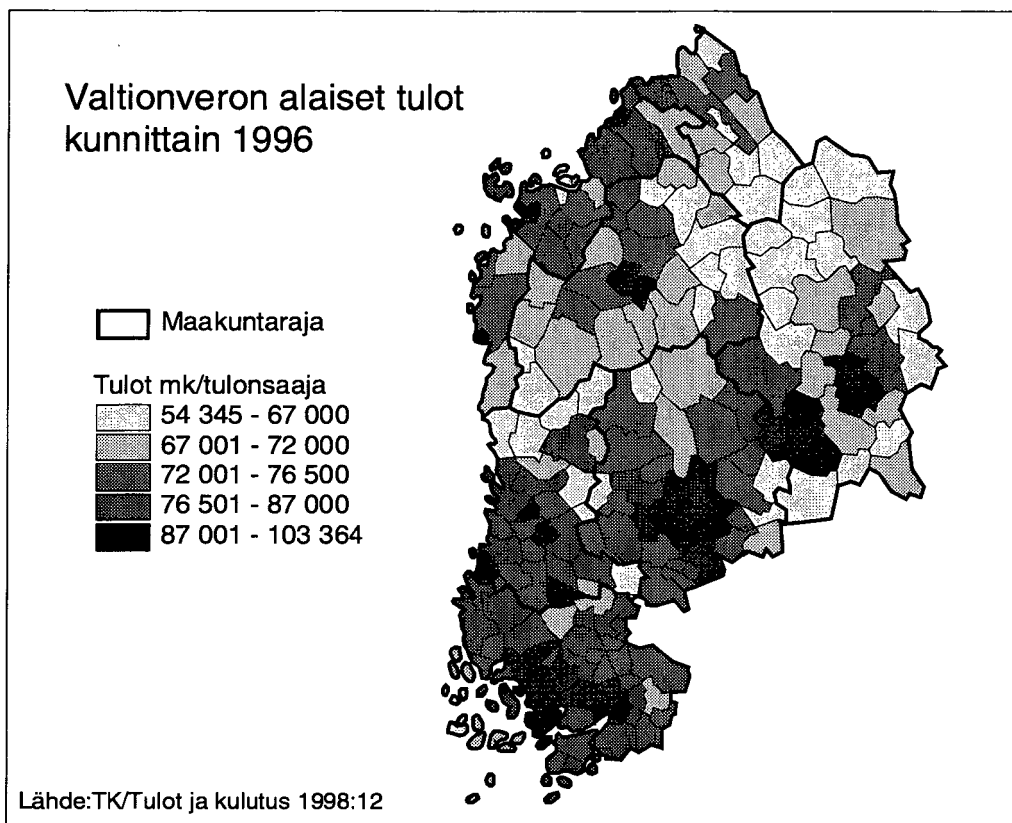 Valtionveron alaiset tulot
kunnittain 1996
Maakuntaraja
Tulot mk/tulonsaaja
54 345 - 67 000
67 001 - 72 000
72 001 - 76 500
76 501 - 87 000
87 001 - 103 364
Lähde:TK/Tulot ja kulutus 1998:12